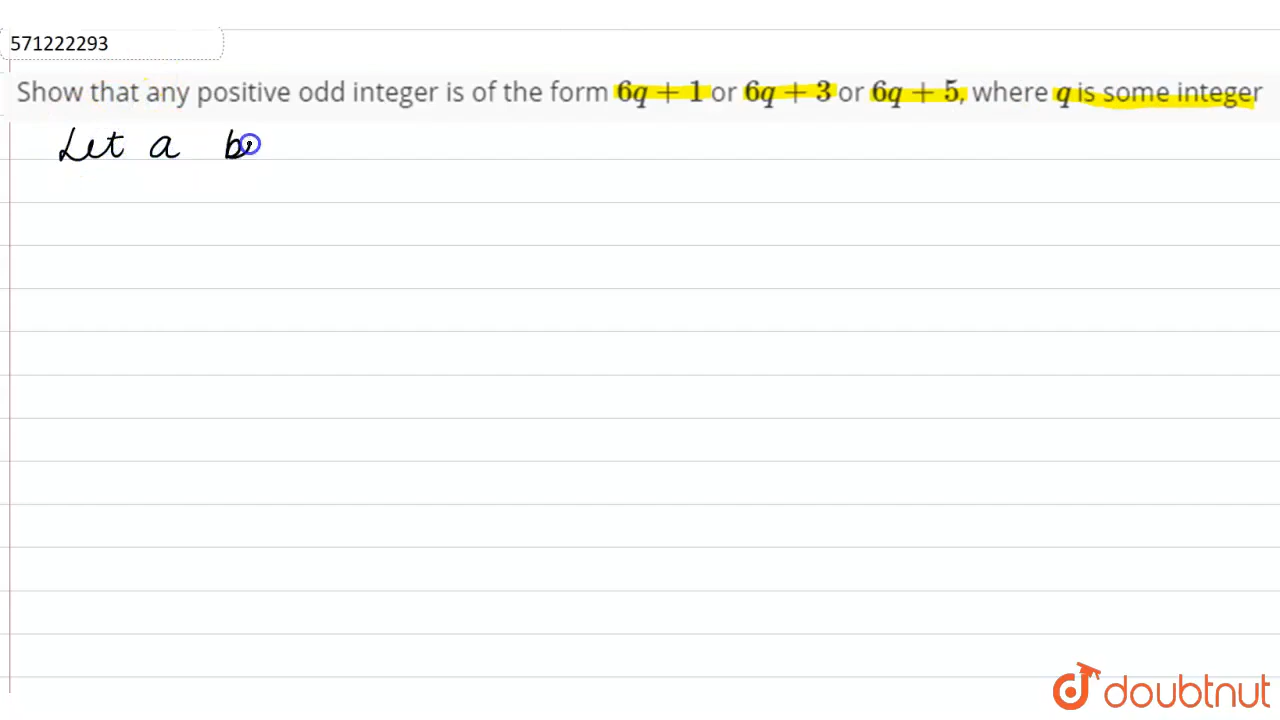 571222293
Show that any positive odd integer is of the form 6q + 1 or 6q + 3 or 6q + 5, where q is some integer
Let a b
doubtnut